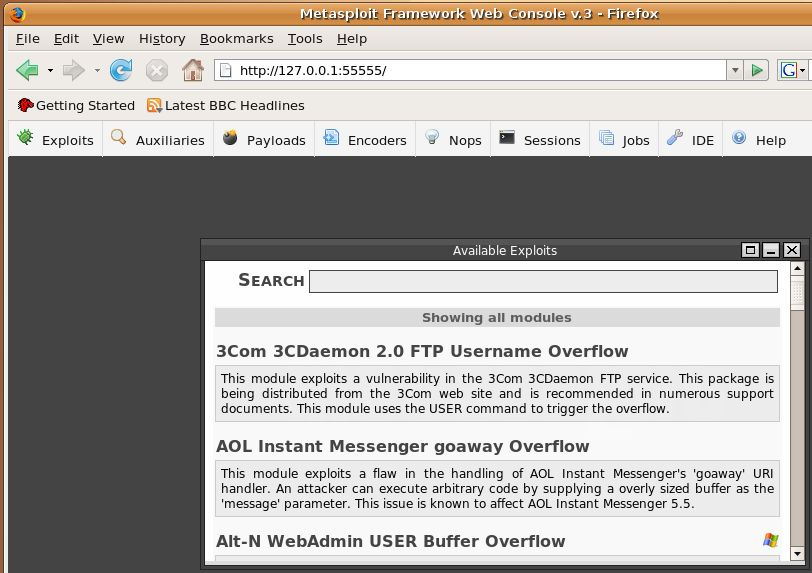 Metasploit Framework Web Console v.3 - Firefox
File Edit View History Bookmarks Tools Help
http://127.0.0.1:55555/
G
Getting Started Latest BBC Headlines
Exploits Auxiliaries Payloads Encoders Nops Sessions Jobs IDE Help
Available Exploits
SEARCH
Showing all modules
3Com 3CDaemon 2.0 FTP Username Overflow
This module exploits a vulnerability in the 3Com 3CDaemon FTP service. This package is
being distributed from the 3Com web site and is recommended in numerous support
documents. This module uses the USER command to trigger the overflow.
AOL Instant Messenger goaway Overflow
This module exploits a flaw in the handling of AOL Instant Messenger's 'goaway' URI
handler. An attacker can execute arbitrary code by supplying a overly sized buffer as the
'message' parameter. This issue is known to affect AOL Instant Messenger 5.5.
Alt-N WebAdmin USER Buffer Overflow